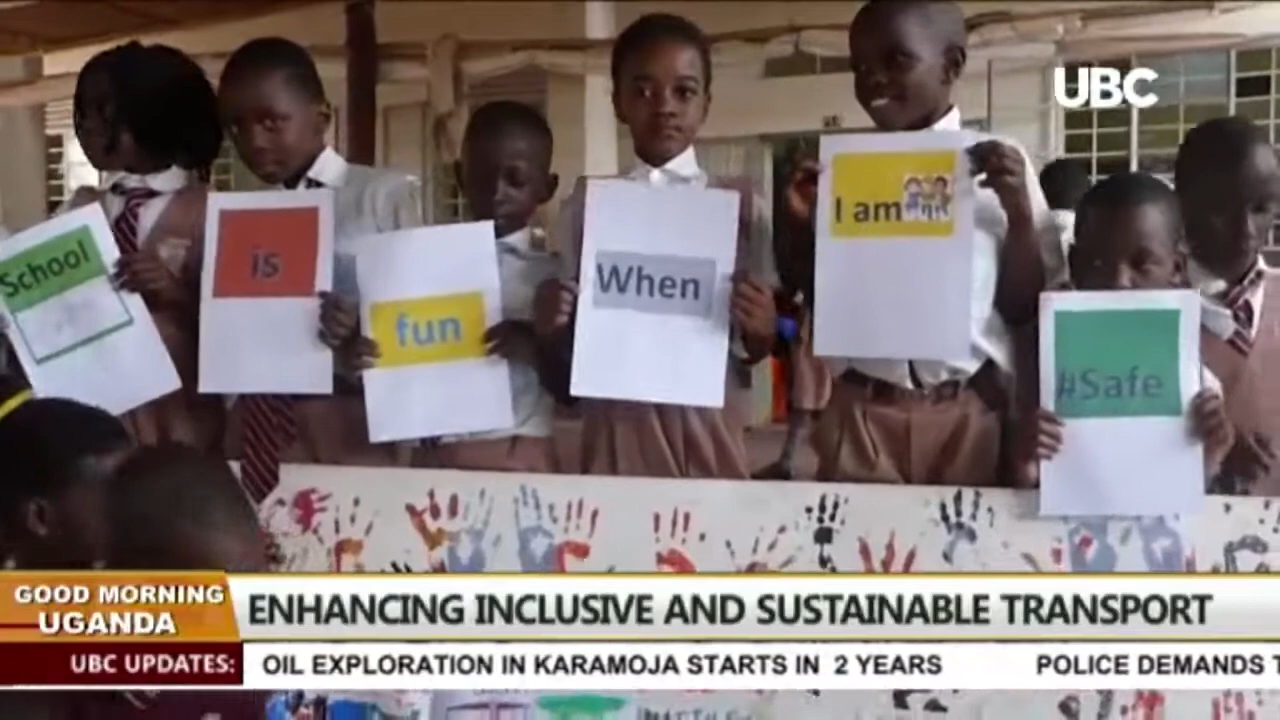 UBC
School
is
fun
When
I am
#Safe
GOOD MORNING
UGANDA
ENHANCING INCLUSIVE AND SUSTAINABLE TRANSPORT
UBC UPDATES:
OIL EXPLORATION IN KARAMOJA STARTS IN 2 YEARS
POLICE DEMANDS